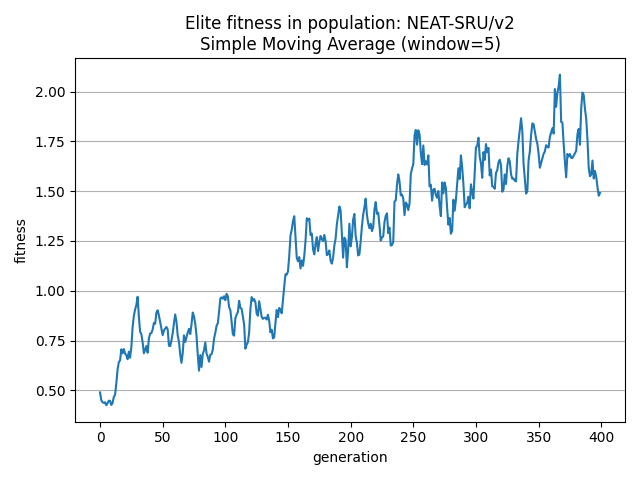 Elite fitness in population: NEAT-SRU/v2
Simple Moving Average (window=5)
fitness
2.00
1.75
1.50
1.25
1.00
0.75
0.50
0 50 100 150 200 250 300 350 400
generation